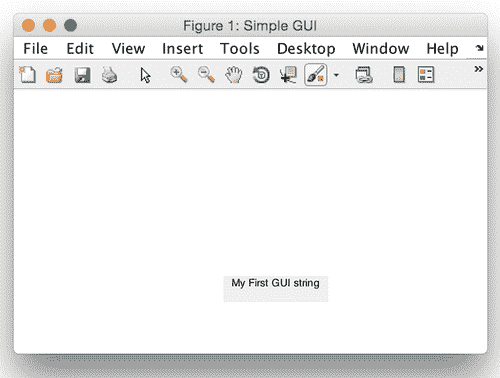 Figure 1: Simple GUI
File Edit View Insert Tools Desktop Window Help
My First GUI string